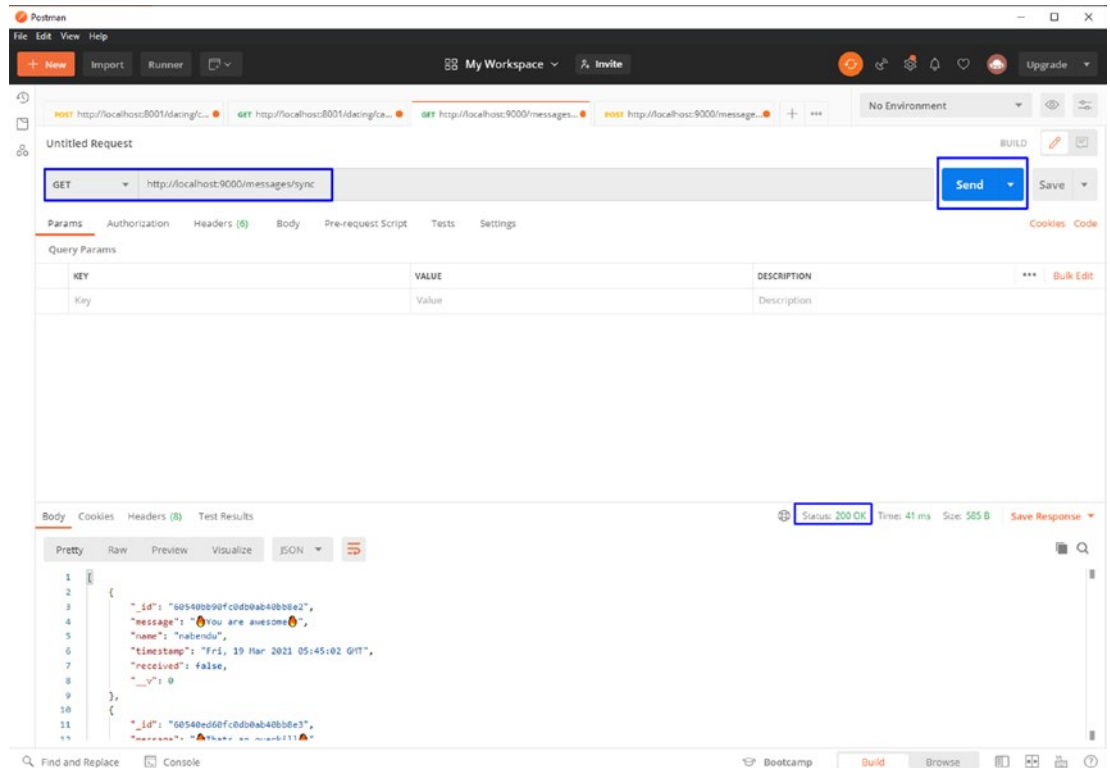 Postman
File Edit View Help
+ New Import Runner My Workspace Invite Upgrade
POST http://localhost:8001/dating/c... GET http://localhost:8001/dating/ca... GET http://localhost:9000/messages... POST http://localhost:9000/message... + ••• No Environment
Untitled Request BUILD
GET http://localhost:9000/messages/sync Send Save
Params Authorization Headers (6) Body Pre-request Script Tests Settings Cookies Code
Query Params
KEY VALUE DESCRIPTION ••• Bulk Edit
Key Value Description
Body Cookies Headers (8) Test Results Status: 200 OK Time: 41 ms Size: 585 B Save Response
Pretty Raw Preview Visualize JSON
1 [
2 {
3 "_id": "60540bb90fc0db0ab40bb8e2",
4 "message": "🔥You are awesome🔥",
5 "name": "nabendu",
6 "timestamp": "Fri, 19 Mar 2021 05:45:02 GMT",
7 "received": false,
8 "__v": 0
9 },
10 {
11 "_id": "60540ed60fc0db0ab40bb8e3",
12 "message": "🔥Thats an overkill🔥"
Find and Replace Console Bootcamp Build Browse